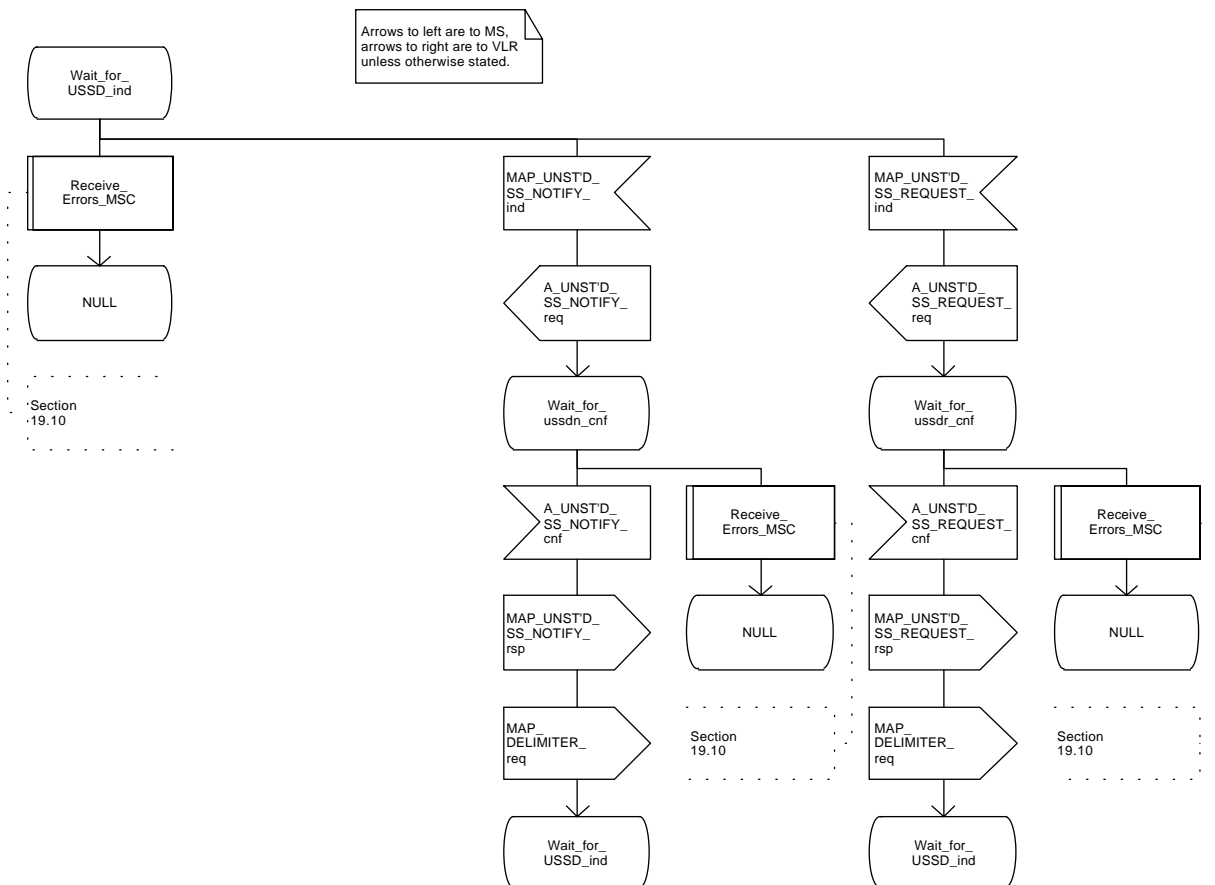 Arrows to left are to MS,
arrows to right are to VLR
unless otherwise stated.
Wait_for_
USSD_ind
Receive_
Errors_MSC
NULL
Section
19.10
MAP_UNST'D_
SS_NOTIFY_
ind
A_UNST'D_
SS_NOTIFY_
req
Wait_for_
ussdn_cnf
A_UNST'D_
SS_NOTIFY_
cnf
MAP_UNST'D_
SS_NOTIFY_
rsp
MAP_
DELIMITER_
req
Wait_for_
USSD_ind
Receive_
Errors_MSC
NULL
Section
19.10
MAP_UNST'D_
SS_REQUEST_
ind
A_UNST'D_
SS_REQUEST_
req
Wait_for_
ussdr_cnf
A_UNST'D_
SS_REQUEST_
cnf
MAP_UNST'D_
SS_REQUEST_
rsp
MAP_
DELIMITER_
req
Wait_for_
USSD_ind
Receive_
Errors_MSC
NULL
Section
19.10